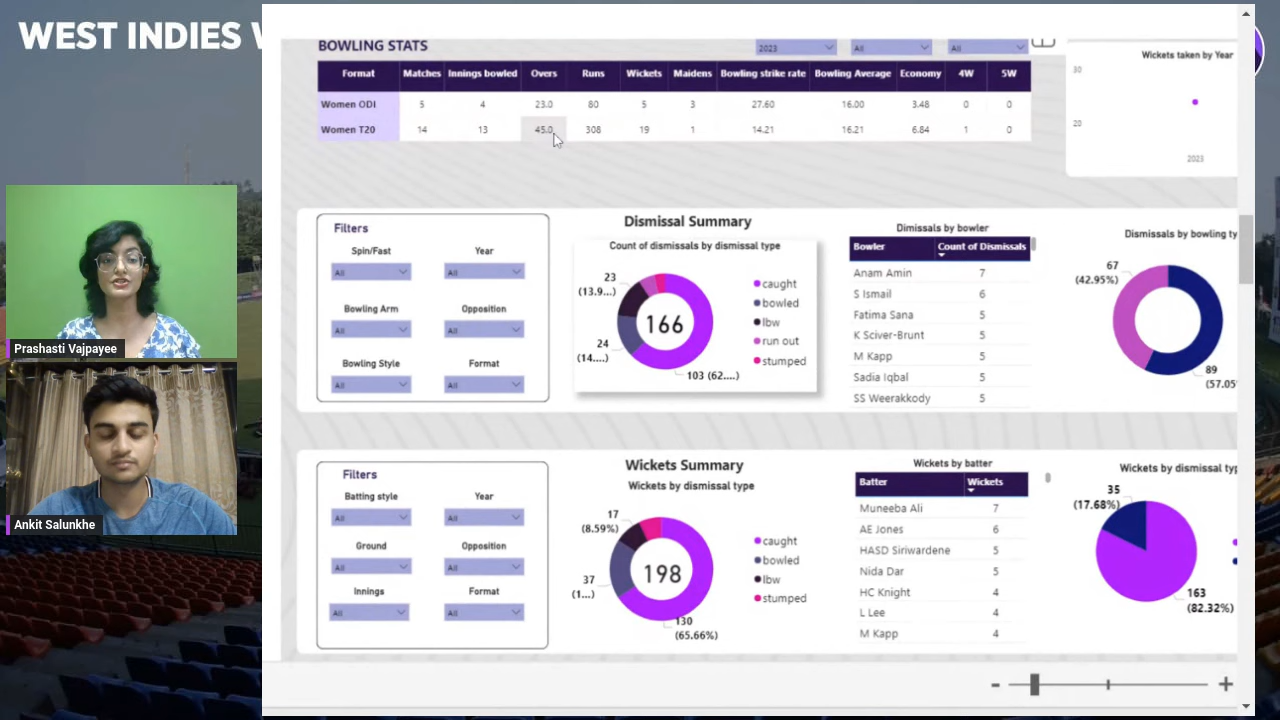 WEST INDIES W
BOWLING STATS
2023 All All
Format Matches Innings bowled Overs Runs Wickets Maidens Bowling strike rate Bowling Average Economy 4W 5W
Women ODI 5 4 23.0 80 5 3 27.60 16.00 3.48 0 0
Women T20 14 13 45.0 308 19 1 14.21 16.21 6.84 1 0
Wickets taken by Year
30
20
2023
Filters
Spin/Fast Year
All All
Bowling Arm Opposition
All All
Bowling Style Format
All All
Dismissal Summary
Count of dismissals by dismissal type
23
(13.9...)
166
24
(14....)
103 (62....)
caught
bowled
lbw
run out
stumped
Dimissals by bowler
Bowler Count of Dismissals
Anam Amin 7
S Ismail 6
Fatima Sana 5
K Sciver-Brunt 5
M Kapp 5
Sadia Iqbal 5
SS Weerakkody 5
Dismissals by bowling ty
67
(42.95%)
89
(57.05
Filters
Batting style Year
All All
Ground Opposition
All All
Innings Format
All All
Wickets Summary
Wickets by dismissal type
17
(8.59%)
198
37
(1...)
130
(65.66%)
caught
bowled
lbw
stumped
Wickets by batter
Batter Wickets
Muneeba Ali 7
AE Jones 6
HASD Siriwardene 5
Nida Dar 5
HC Knight 4
L Lee 4
M Kapp 4
Wickets by dismissal typ
35
(17.68%)
163
(82.32%)
Prashasti Vajpayee
Ankit Salunkhe